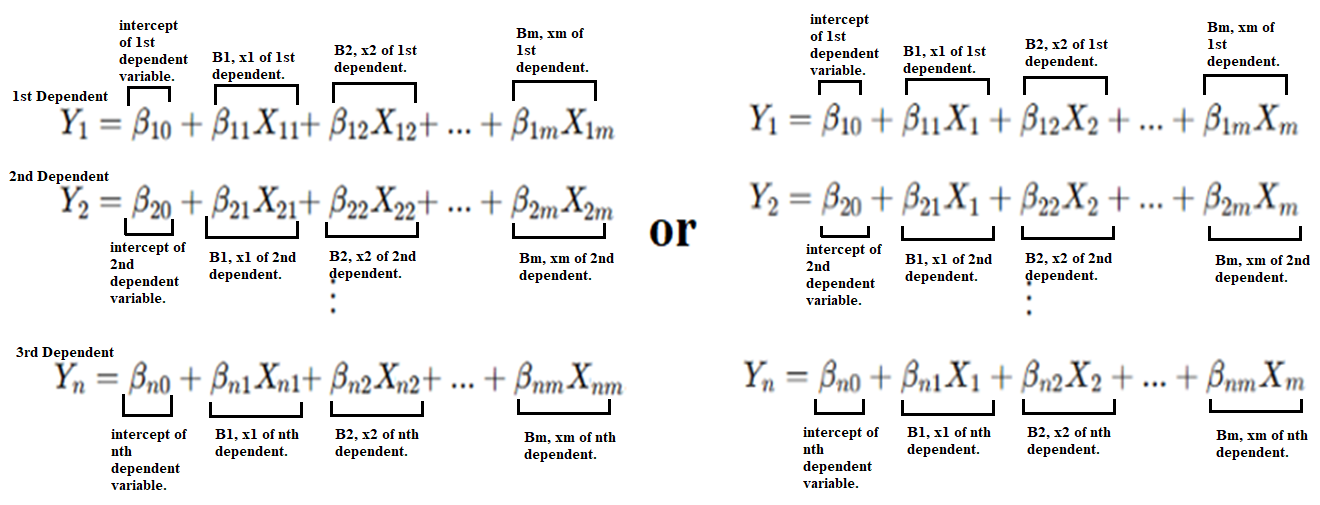 intercept
of 1st
dependent
variable.
B1, x1 of 1st
dependent.
B2, x2 of 1st
dependent.
Bm, xm of
1st
dependent.
1st Dependent
Y₁ = β₁₀ + β₁₁X₁₁+ β₁₂X₁₂+ ... + β₁ₘX₁ₘ
2nd Dependent
Y₂ = β₂₀ + β₂₁X₂₁+ β₂₂X₂₂+ ... + β₂ₘX₂ₘ
intercept of
2nd
dependent
variable.
B1, x1 of 2nd
dependent.
B2, x2 of 2nd
dependent.
Bm, xm of 2nd
dependent.
⋮
3rd Dependent
Yₙ = βₙ₀ + βₙ₁Xₙ₁+ βₙ₂Xₙ₂+ ... + βₙₘXₙₘ
intercept of
nth
dependent
variable.
B1, x1 of nth
dependent.
B2, x2 of nth
dependent.
Bm, xm of nth
dependent.
or
intercept
of 1st
dependent
variable.
B1, x1 of 1st
dependent.
B2, x2 of 1st
dependent.
Bm, xm of
1st
dependent.
Y₁ = β₁₀ + β₁₁X₁ + β₁₂X₂ + ... + β₁ₘXₘ
Y₂ = β₂₀ + β₂₁X₁ + β₂₂X₂ + ... + β₂ₘXₘ
intercept of
2nd
dependent
variable.
B1, x1 of 2nd
dependent.
B2, x2 of 2nd
dependent.
Bm, xm of 2nd
dependent.
⋮
Yₙ = βₙ₀ + βₙ₁X₁ + βₙ₂X₂ + ... + βₙₘXₘ
intercept of
nth
dependent
variable.
B1, x1 of nth
dependent.
B2, x2 of nth
dependent.
Bm, xm of nth
dependent.